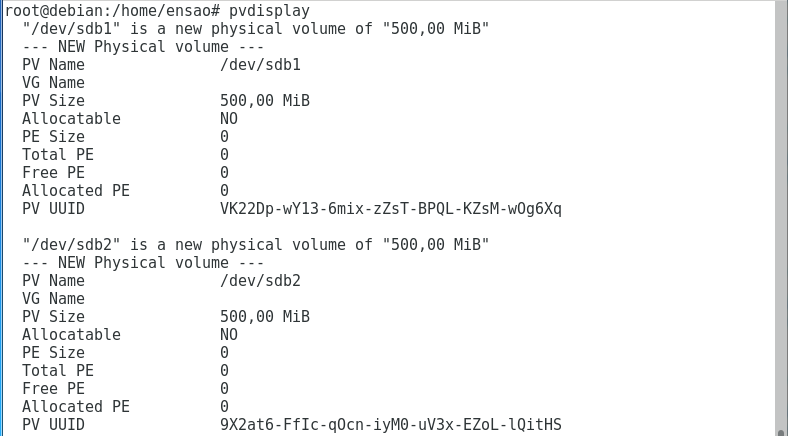 root@debian:/home/ensao# pvdisplay
"/dev/sdb1" is a new physical volume of "500,00 MiB"
--- NEW Physical volume ---
PV Name /dev/sdb1
VG Name
PV Size 500,00 MiB
Allocatable NO
PE Size 0
Total PE 0
Free PE 0
Allocated PE 0
PV UUID VK22Dp-wY13-6mix-zZsT-BPQL-KZsM-wOg6Xq
"/dev/sdb2" is a new physical volume of "500,00 MiB"
--- NEW Physical volume ---
PV Name /dev/sdb2
VG Name
PV Size 500,00 MiB
Allocatable NO
PE Size 0
Total PE 0
Free PE 0
Allocated PE 0
PV UUID 9X2at6-FfIc-qOcn-iyM0-uV3x-EZoL-lQitHS